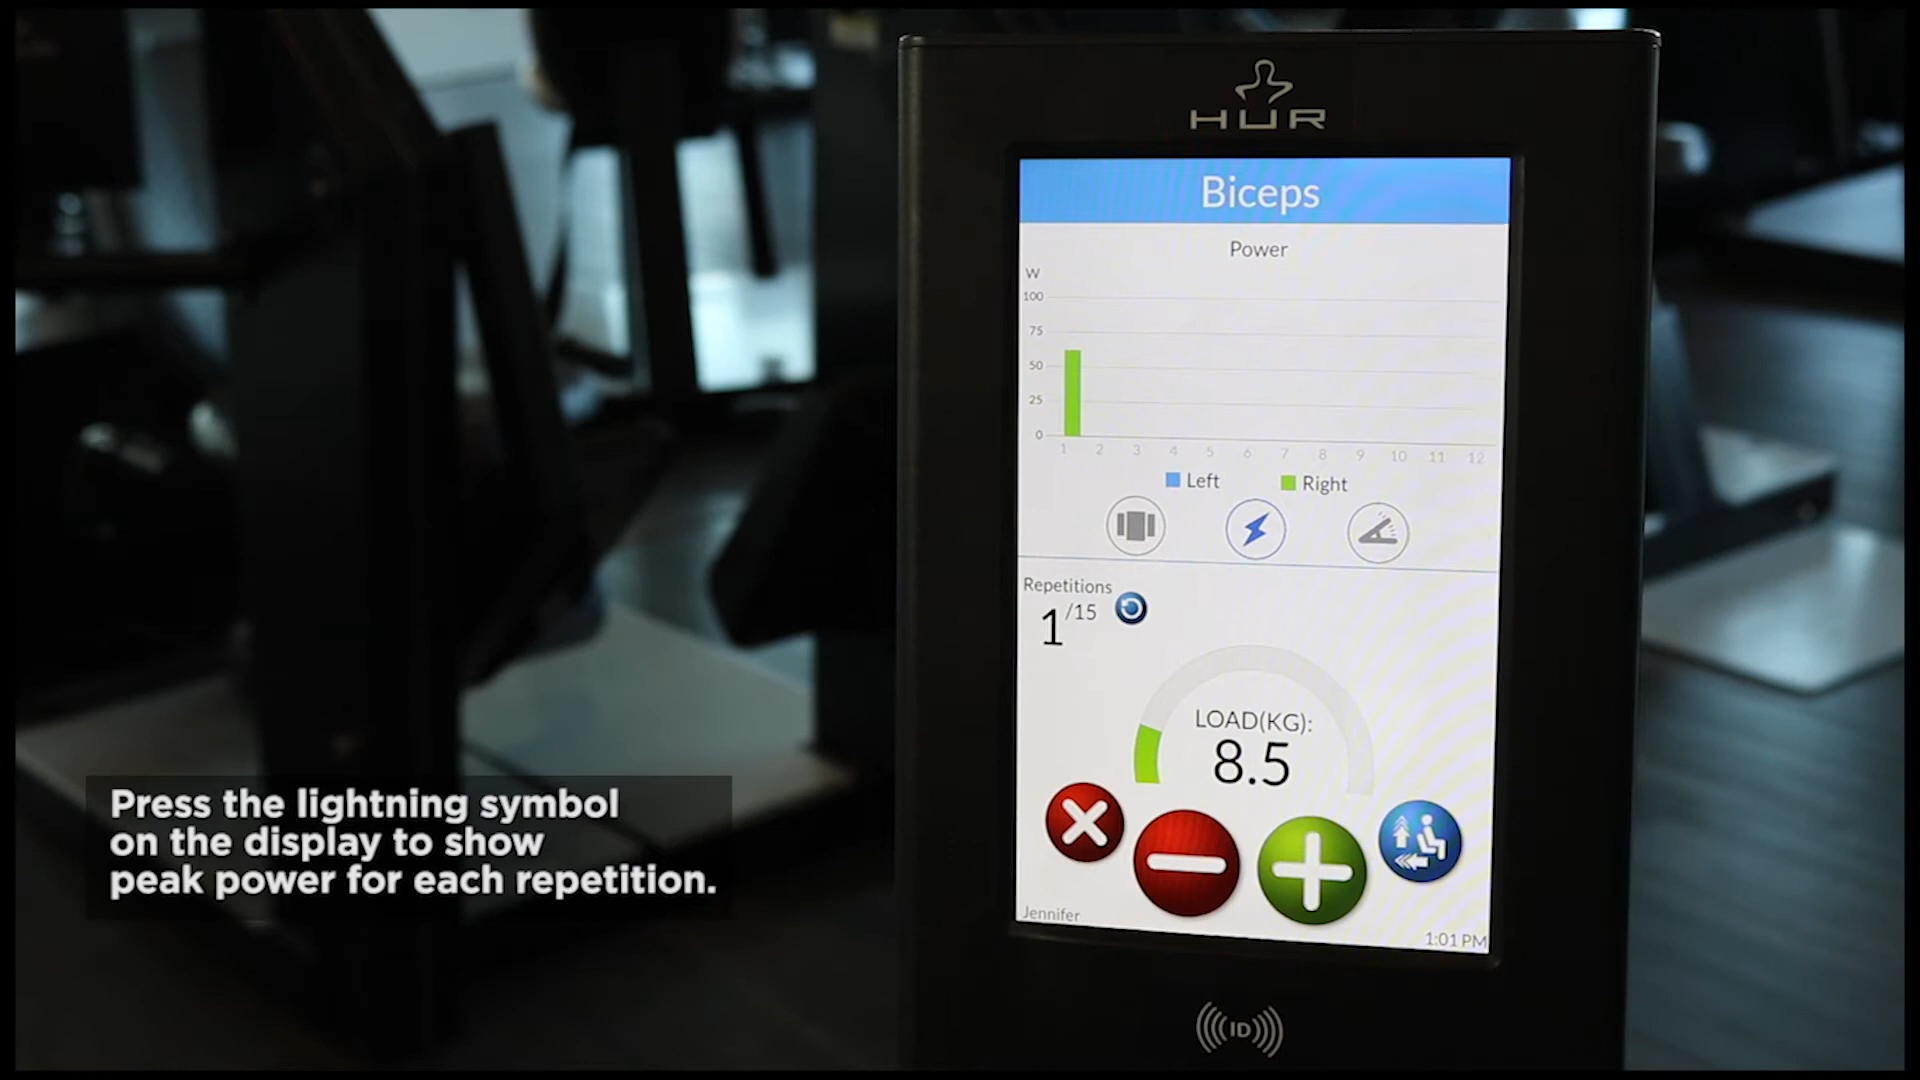 HUR
Biceps
Power
W
100
75
50
25
0
1 2 3 4 5 6 7 8 9 10 11 12
Left Right
Repetitions
1/15
LOAD(KG):
8.5
Press the lightning symbol
on the display to show
peak power for each repetition.
Jennifer
1:01 PM
ID